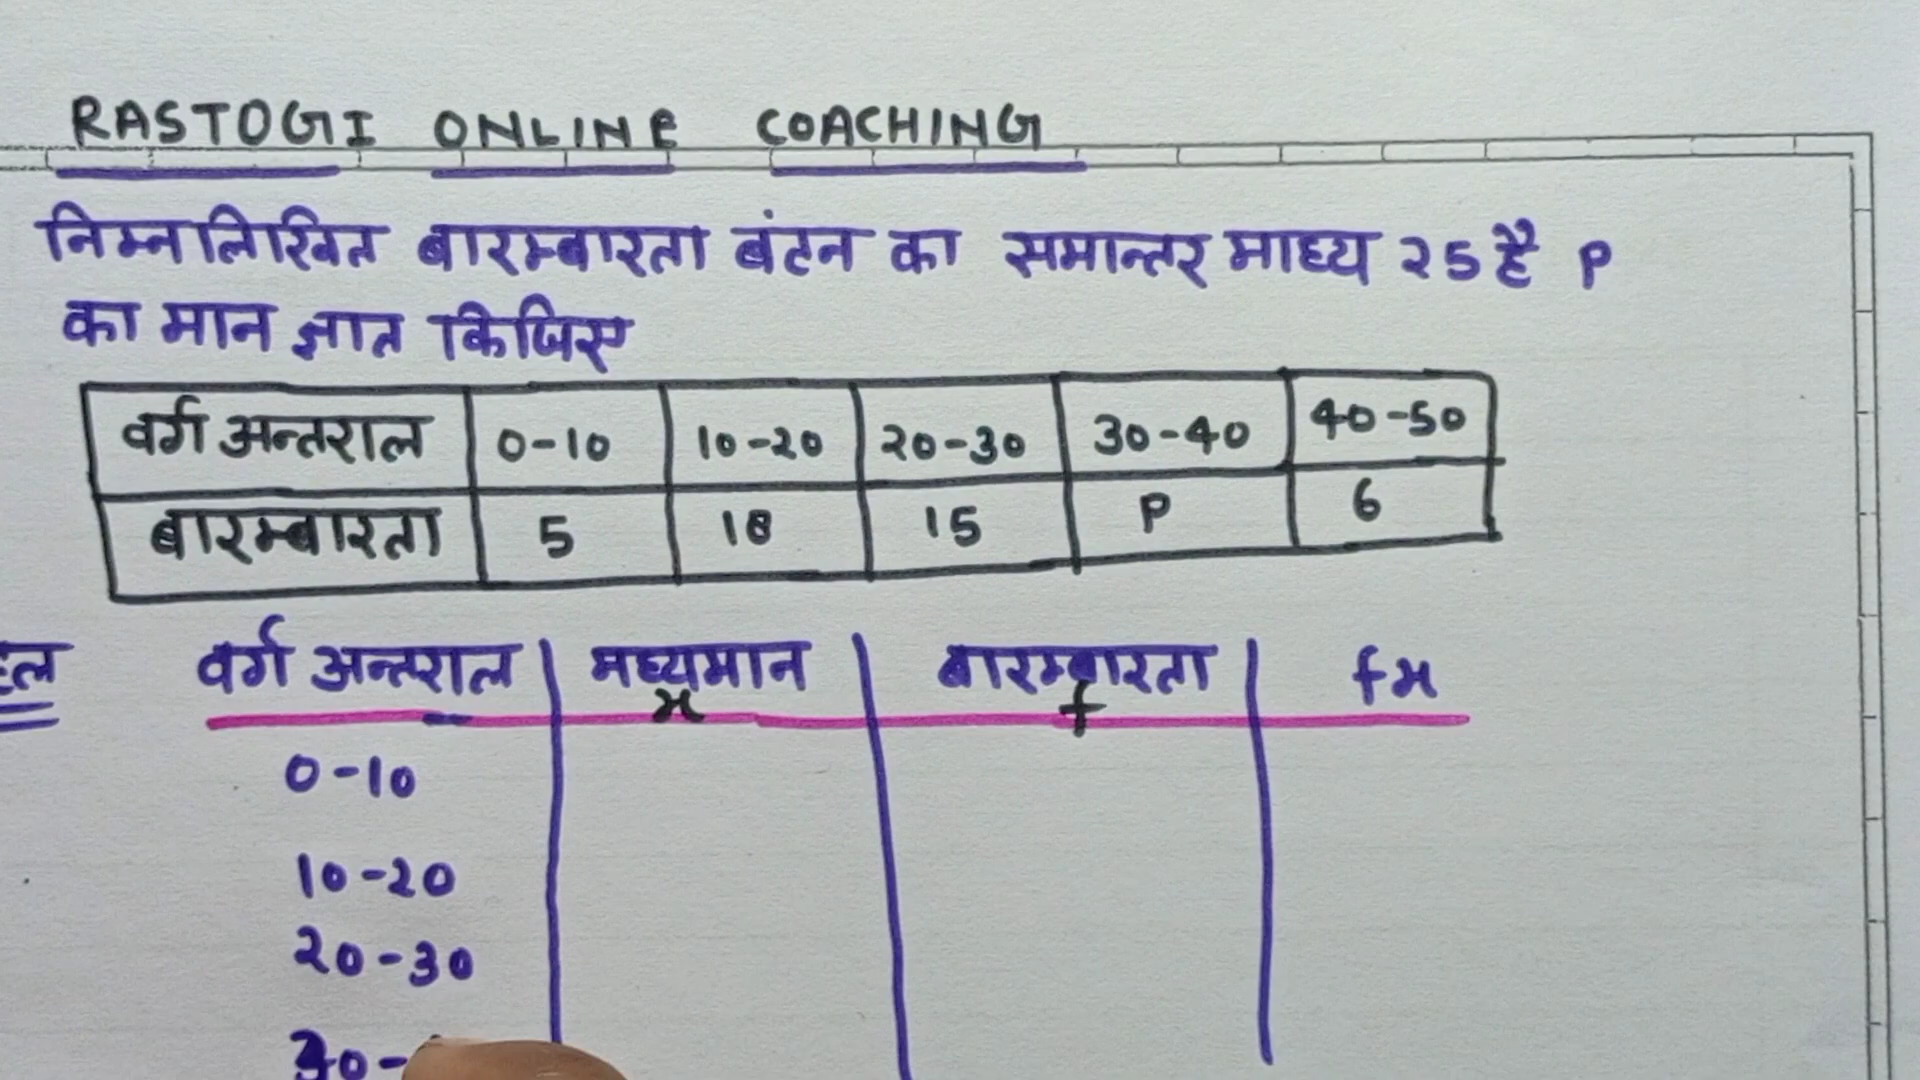 RASTOGI ONLINE COACHING
निम्नलिखित बारम्बारता बंटन का समान्तर माध्य 25 है P
का मान ज्ञात किजिए
वर्ग अन्तराल 0-10 10-20 20-30 30-40 40-50
बारम्बारता 5 18 15 P 6
हल वर्ग अन्तराल मध्यमान बारम्बारता fx
x f
0-10
10-20
20-30
30-